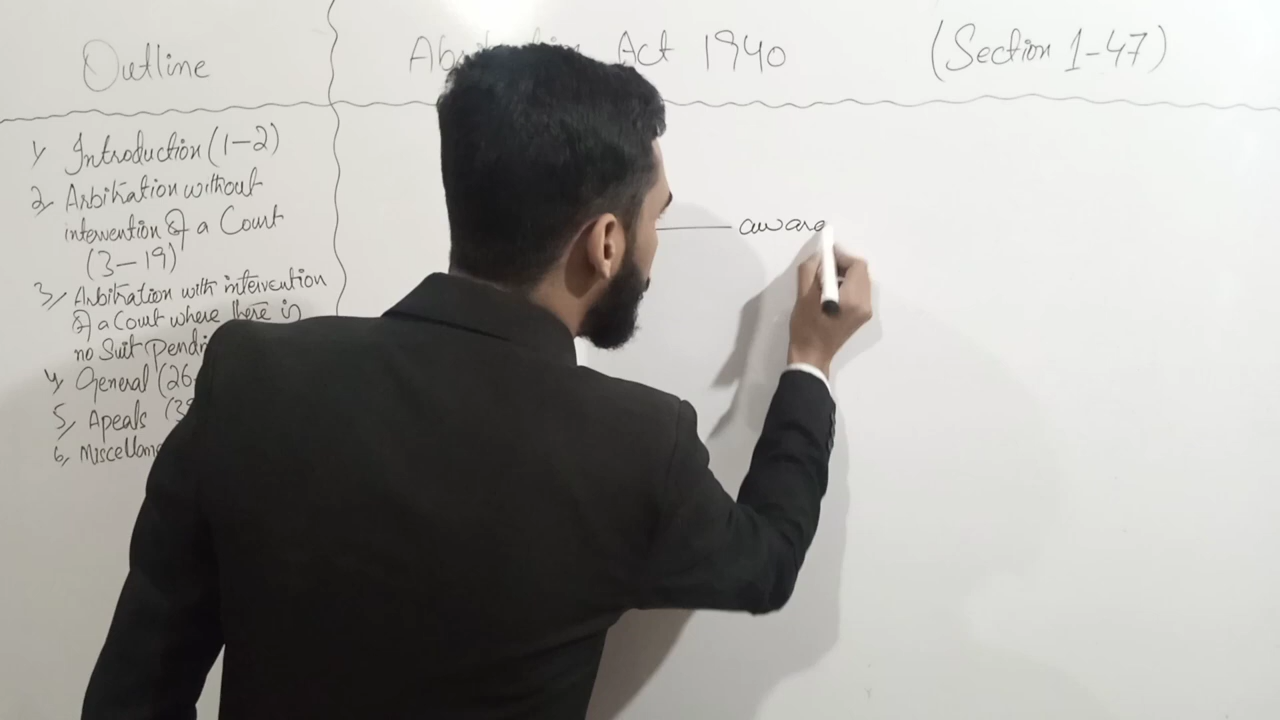 Outline
Act 1940
(Section 1-47)
1) Introduction (1-2)
2) Arbitration without
intervention of a Court
(3-19)
3) Arbitration with intervention
of a Court where there is
no Suit
4) General (26
5) Apeals
6)